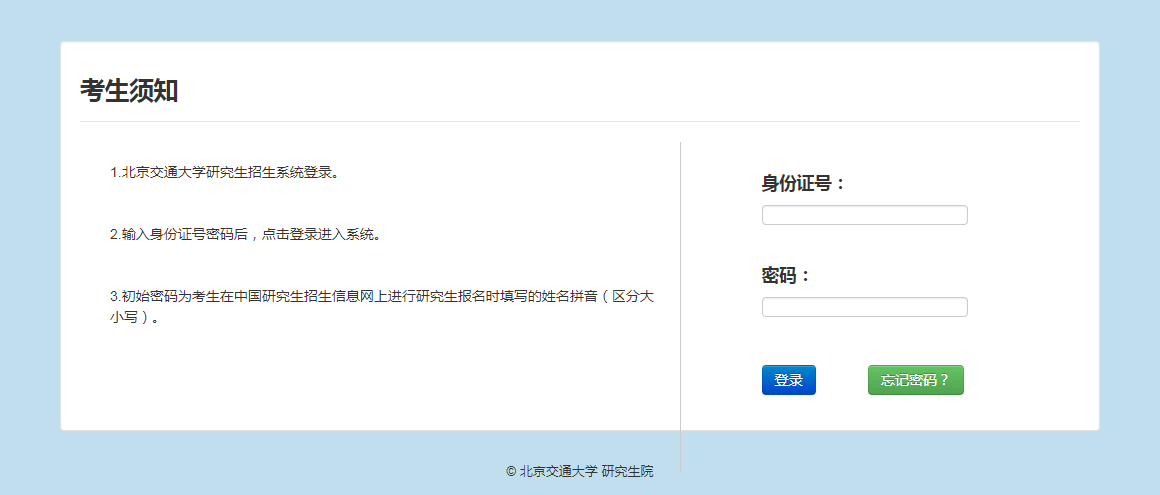 考生须知
1.北京交通大学研究生招生系统登录。
2.输入身份证号密码后，点击登录进入系统。
3.初始密码为考生在中国研究生招生信息网上进行研究生报名时填写的姓名拼音（区分大
小写）。
身份证号：
密码：
登录
忘记密码？
© 北京交通大学 研究生院